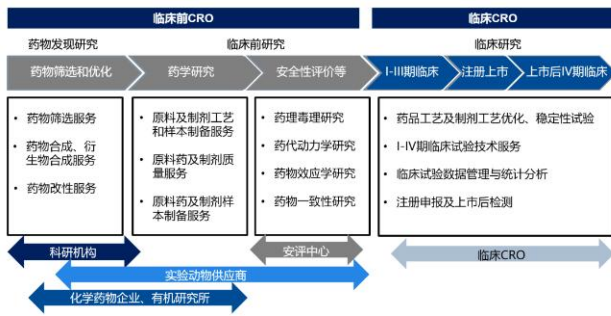 临床前CRO
临床CRO
药物发现研究
临床前研究
临床研究
药物筛选和优化
药学研究
安全性评价等
I-III期临床
注册上市
上市后IV期临床
• 药物筛选服务
• 药物合成、衍
生物合成服务
• 药物改性服务
• 原料及制剂工艺
和样本制备服务
• 原料药及制剂质
量服务
• 原料药及制剂样
本制备服务
• 药理毒理研究
• 药代动力学研究
• 药物效应学研究
• 药物一致性研究
• 药品工艺及制剂工艺优化、稳定性试验
• I-IV期临床试验技术服务
• 临床试验数据管理与统计分析
• 注册申报及上市后检测
科研机构
安评中心
临床CRO
实验动物供应商
化学药物企业、有机研究所